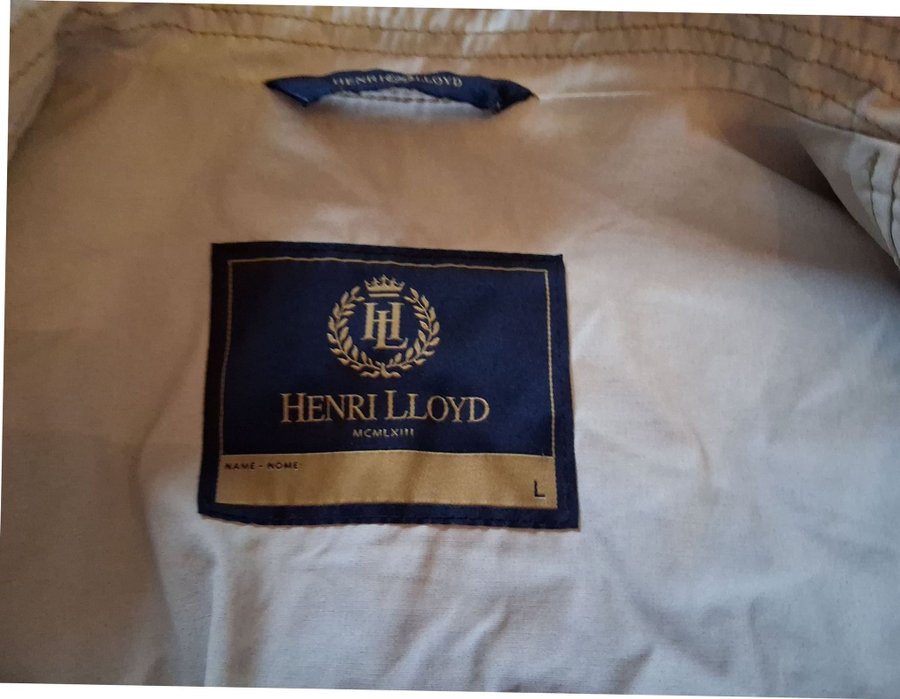 HENRI LLOYD
HL
HENRI LLOYD
MCMLXIII
NAME - NOME
L